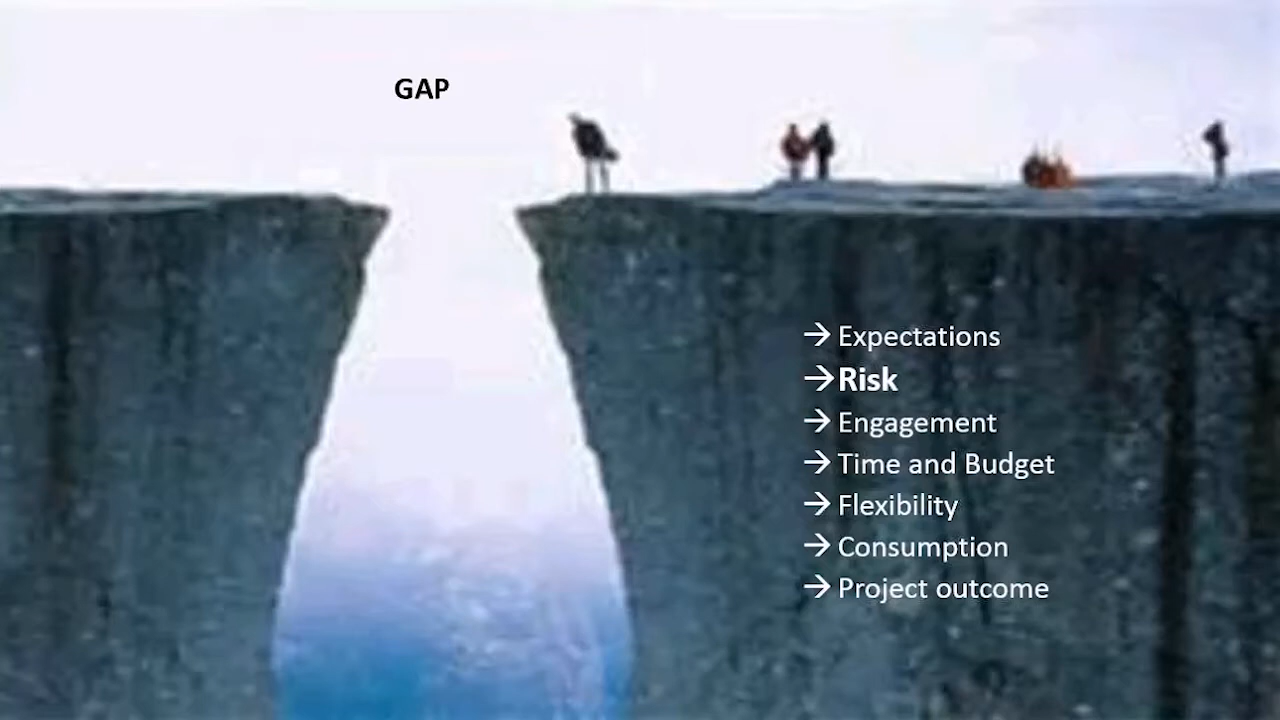 GAP
→ Expectations
→ Risk
→ Engagement
→ Time and Budget
→ Flexibility
→ Consumption
→ Project outcome